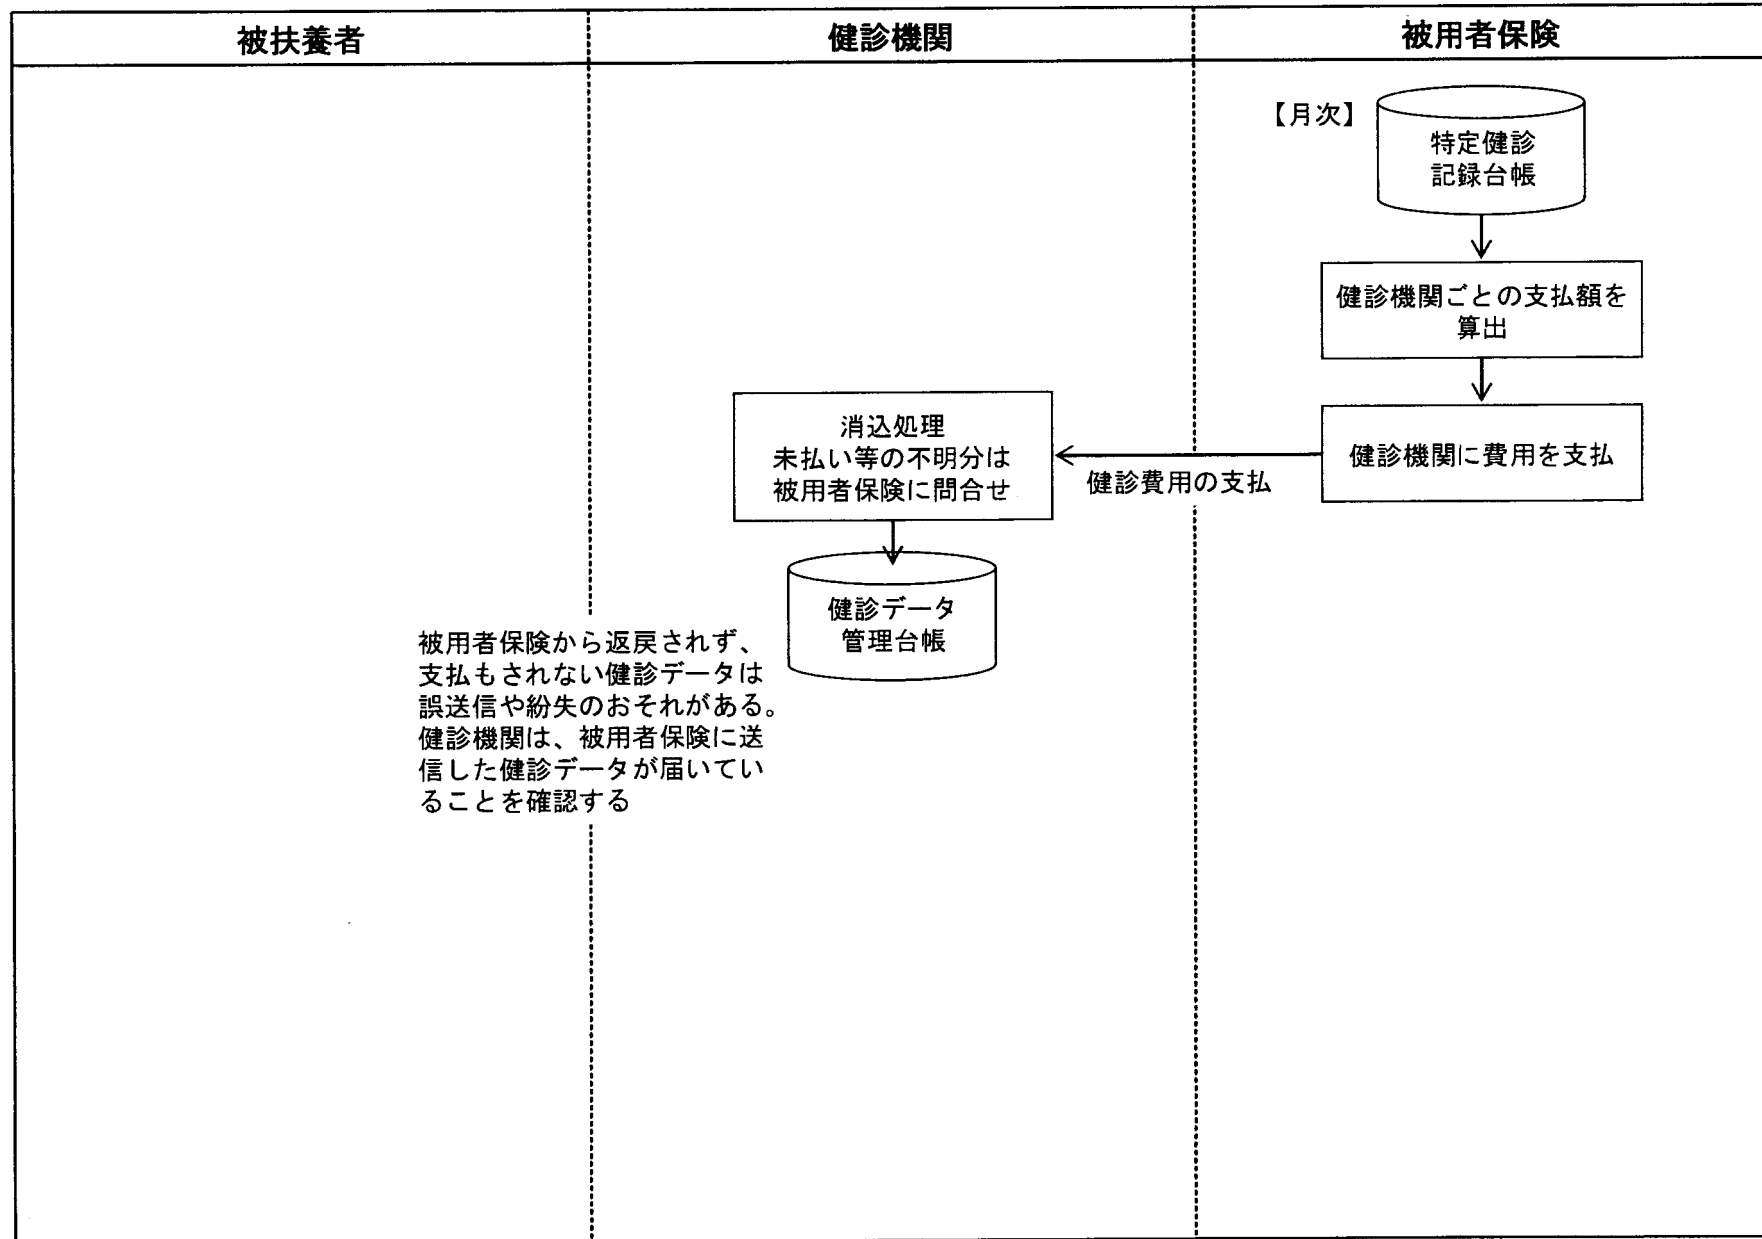 被扶養者
健診機関
被用者保険
【月次】
特定健診
記録台帳
健診機関ごとの支払額を
算出
消込処理
未払い等の不明分は
被用者保険に問合せ
健診費用の支払
健診機関に費用を支払
健診データ
管理台帳
被用者保険から返戻されず、
支払もされない健診データは
誤送信や紛失のおそれがある。
健診機関は、被用者保険に送
信した健診データが届いてい
ることを確認する